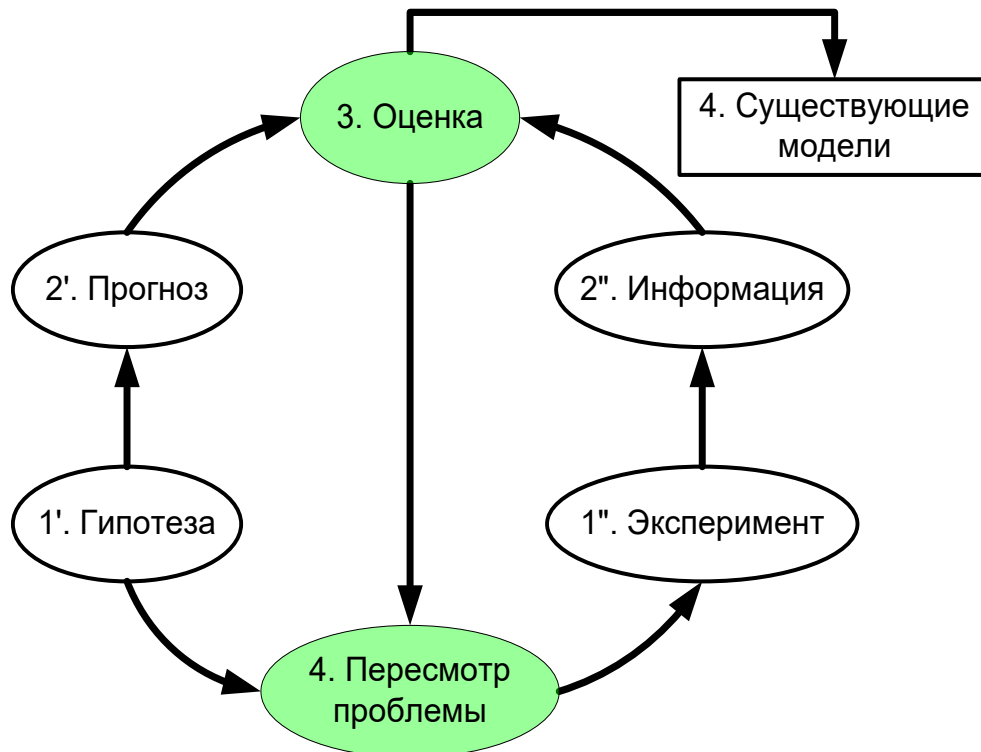 3. Оценка
4. Существующие
модели
2'. Прогноз
2". Информация
1'. Гипотеза
1". Эксперимент
4. Пересмотр
проблемы